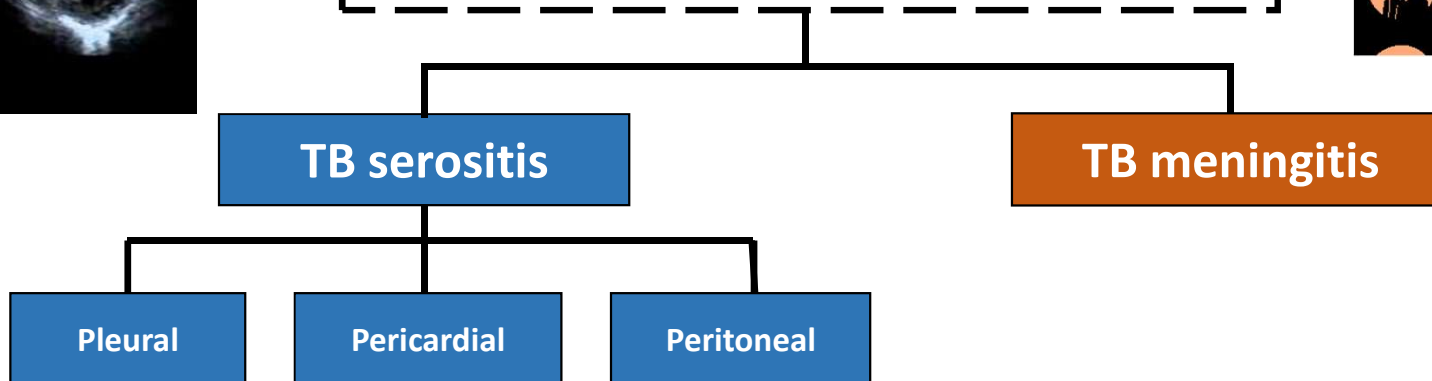 TB serositis
TB meningitis
Pleural
Pericardial
Peritoneal